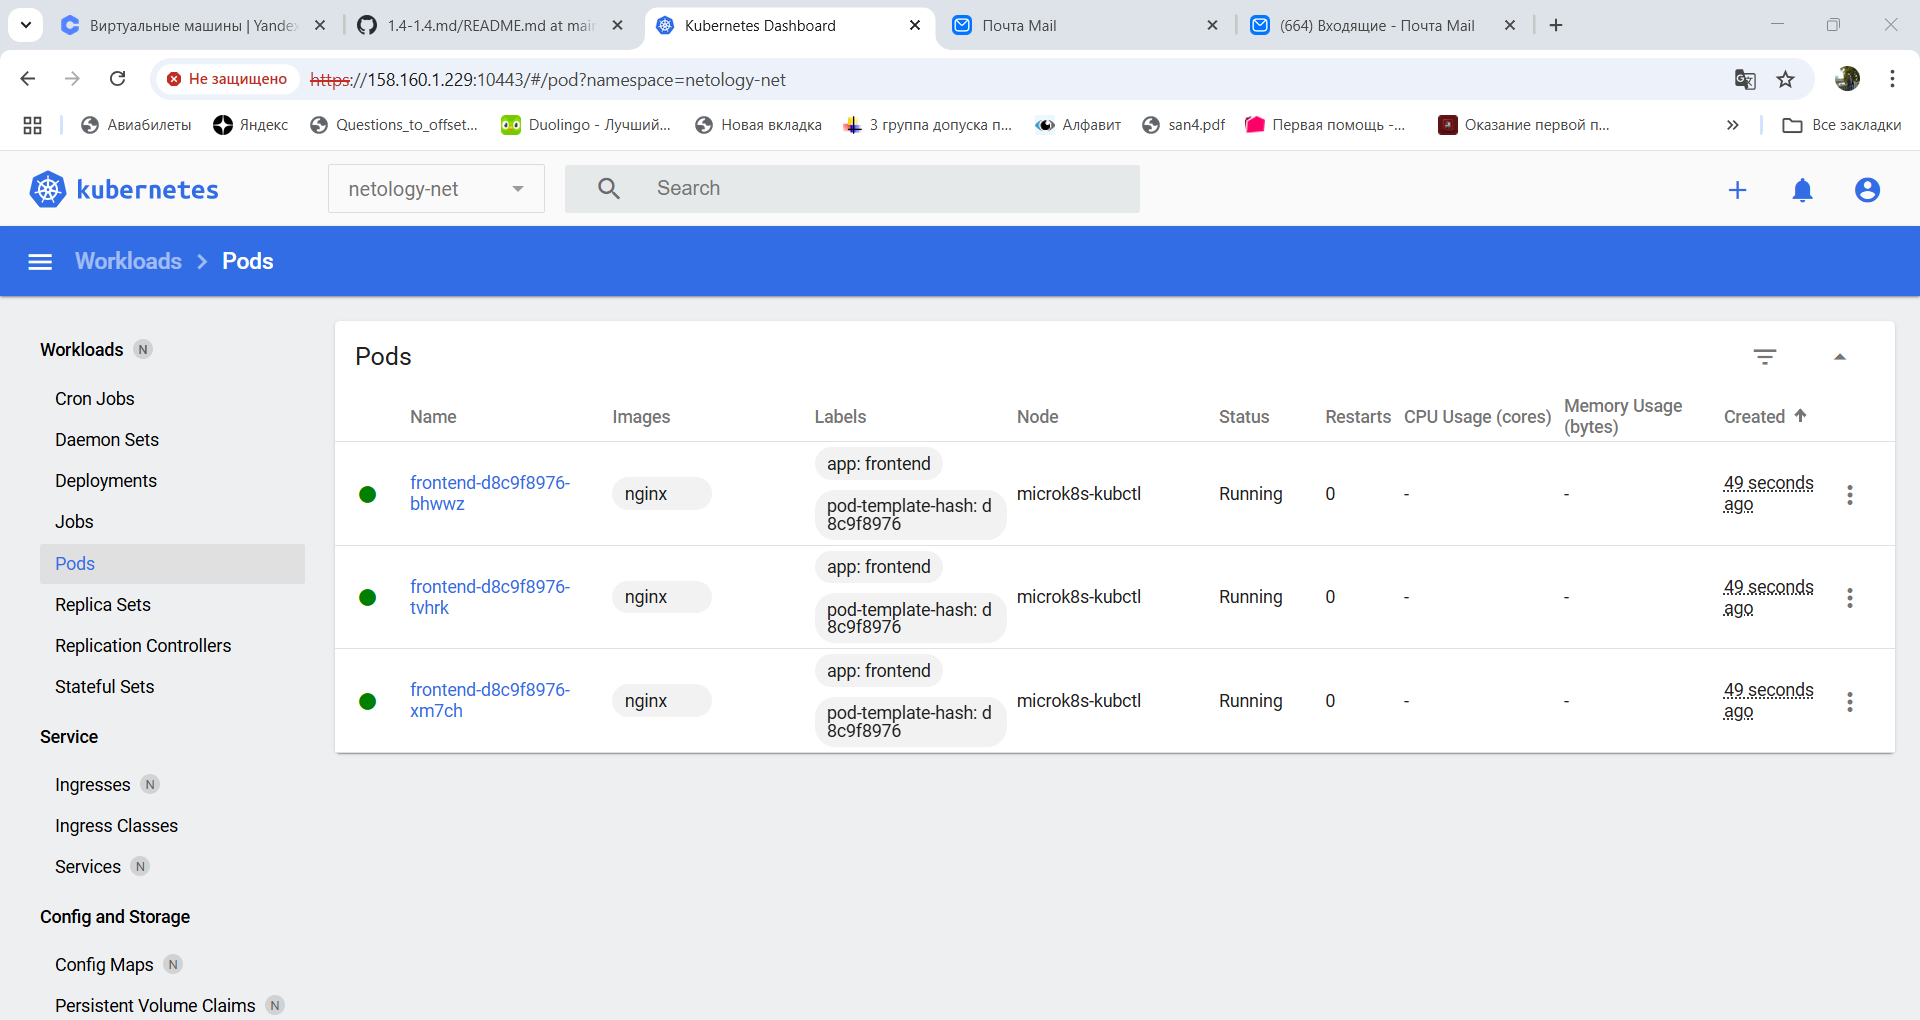 Виртуальные машины | Yande
1.4-1.4.md/README.md at mair
Kubernetes Dashboard
Почта Mail
(664) Входящие - Почта Mail
Не защищено
https://158.160.1.229:10443/#/pod?namespace=netology-net
Авиабилеты
Яндекс
Questions_to_offset...
Duolingo - Лучший...
Новая вкладка
3 группа допуска п...
Алфавит
san4.pdf
Первая помощь -...
Оказание первой п...
Все закладки
kubernetes
netology-net
Search
Workloads
Pods
Workloads N
Cron Jobs
Daemon Sets
Deployments
Jobs
Pods
Replica Sets
Replication Controllers
Stateful Sets
Service
Ingresses N
Ingress Classes
Services N
Config and Storage
Config Maps N
Persistent Volume Claims N
Pods
Name Images Labels Node Status Restarts CPU Usage (cores) Memory Usage (bytes) Created
frontend-d8c9f8976-
bhwwz
nginx
app: frontend
pod-template-hash: d
8c9f8976
microk8s-kubctl
Running
0
-
-
49 seconds
ago
frontend-d8c9f8976-
tvhrk
nginx
app: frontend
pod-template-hash: d
8c9f8976
microk8s-kubctl
Running
0
-
-
49 seconds
ago
frontend-d8c9f8976-
xm7ch
nginx
app: frontend
pod-template-hash: d
8c9f8976
microk8s-kubctl
Running
0
-
-
49 seconds
ago